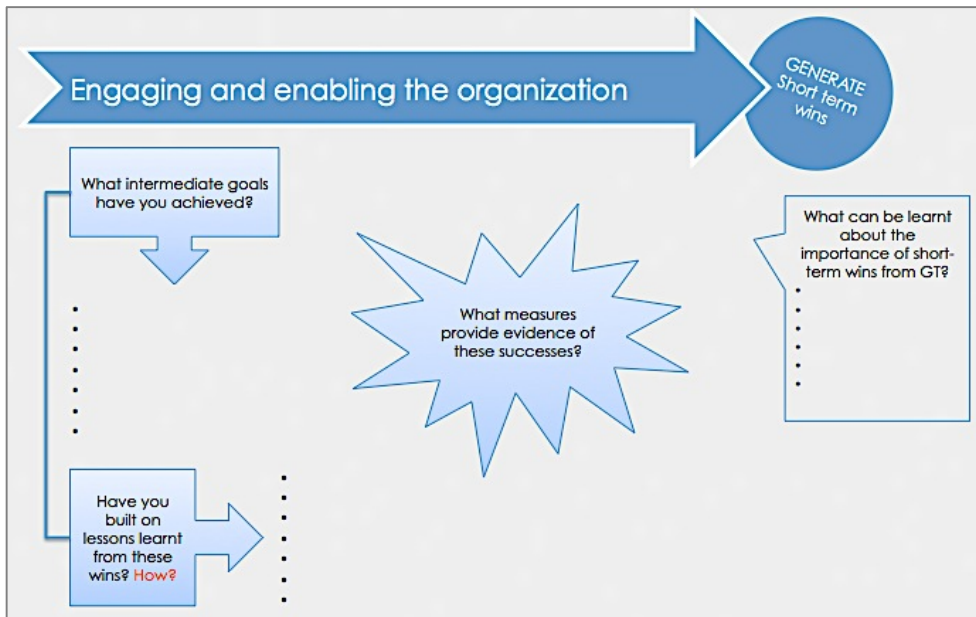 Engaging and enabling the organization
GENERATE
Short term
wins
What intermediate goals
have you achieved?
What measures
provide evidence of
these successes?
What can be learnt
about the
importance of short-
term wins from GT?
Have you
built on
lessons learnt
from these
wins? How?